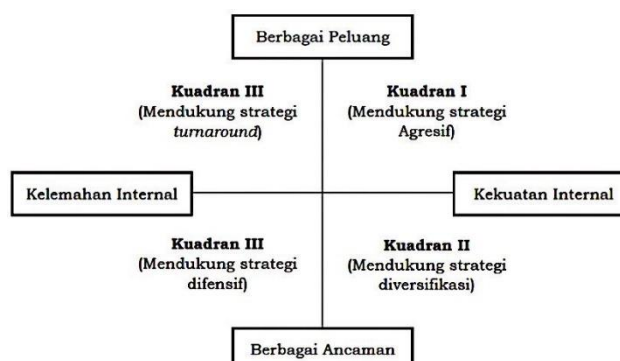 Berbagai Peluang
Kuadran III
(Mendukung strategi
turnaround)
Kuadran I
(Mendukung strategi
Agresif)
Kelemahan Internal
Kekuatan Internal
Kuadran III
(Mendukung strategi
difensif)
Kuadran II
(Mendukung strategi
diversifikasi)
Berbagai Ancaman